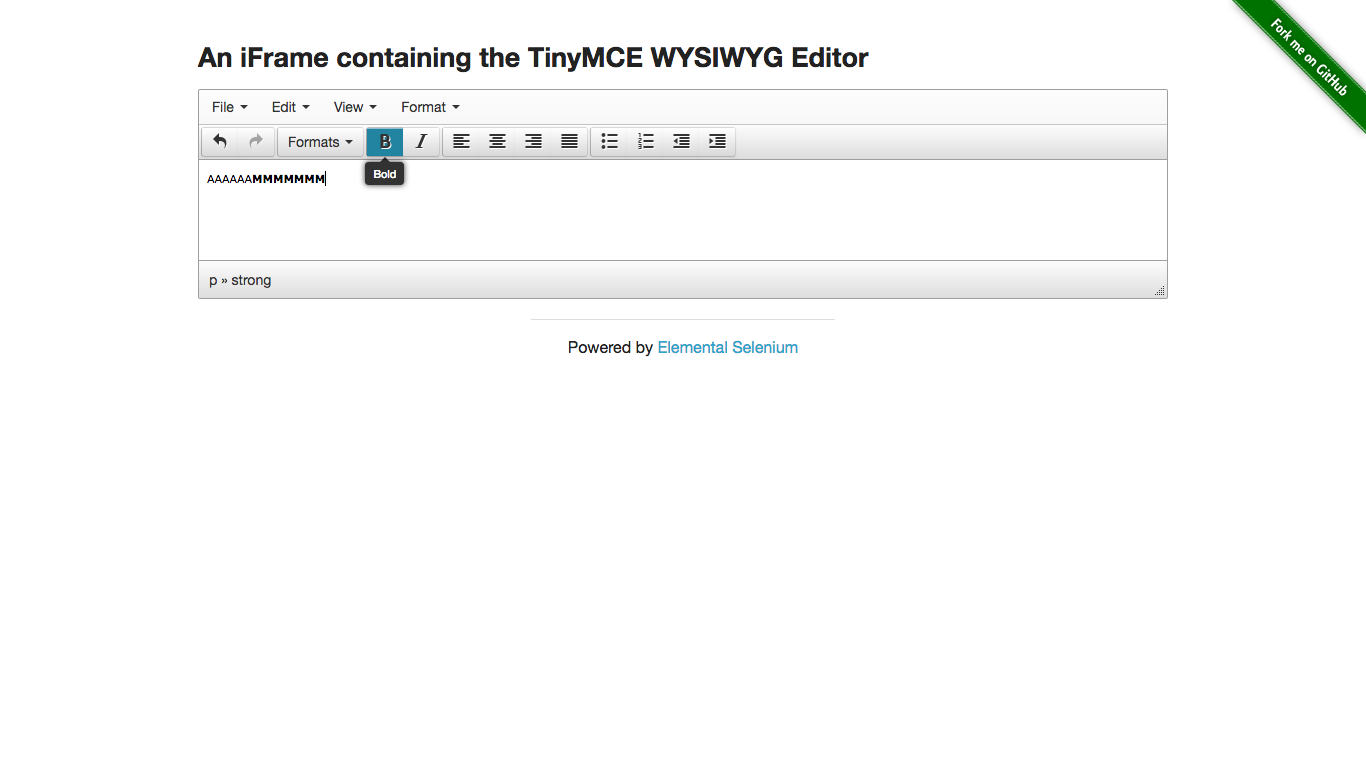 Fork me on GitHub
An iFrame containing the TinyMCE WYSIWYG Editor
File Edit View Format
Formats B I
Bold
AAAAAAMMMMMMM
p » strong
Powered by Elemental Selenium